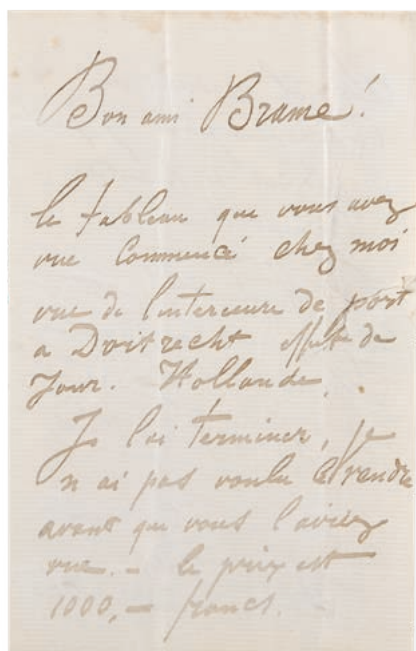 Bon ami Brame!
le tableau que vous avez
vue Commencé chez moi
vue de l'interieure de port
a Dortrecht effet de
Jour. Hollande.
Je l'ai terminer, je
n ai pas voulu le vendre
avant que vous l'aviez
vue. – le prix est
1000,– francs.